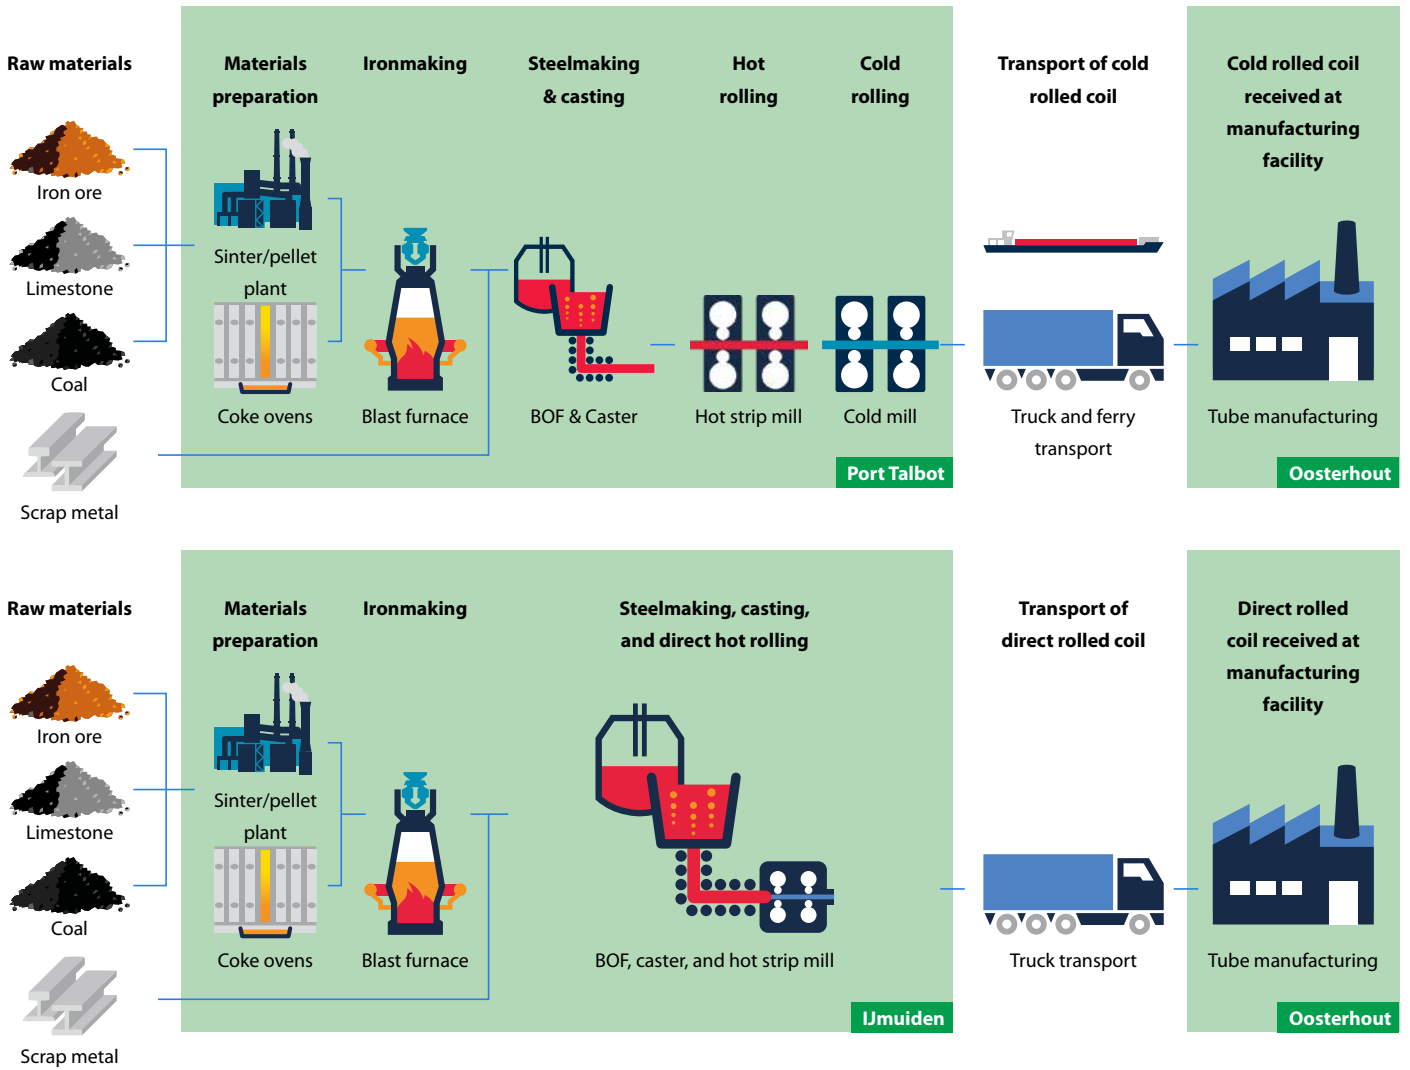 Raw materials
Materials
preparation
Ironmaking
Steelmaking
& casting
Hot
rolling
Cold
rolling
Transport of cold
rolled coil
Cold rolled coil
received at
manufacturing
facility
Iron ore
Limestone
Coal
Scrap metal
Sinter/pellet
plant
Coke ovens
Blast furnace
BOF & Caster
Hot strip mill
Cold mill
Truck and ferry
transport
Tube manufacturing
Port Talbot
Oosterhout
Raw materials
Materials
preparation
Ironmaking
Steelmaking, casting,
and direct hot rolling
Transport of
direct rolled coil
Direct rolled
coil received at
manufacturing
facility
Iron ore
Limestone
Coal
Scrap metal
Sinter/pellet
plant
Coke ovens
Blast furnace
BOF, caster, and hot strip mill
Truck transport
Tube manufacturing
IJmuiden
Oosterhout